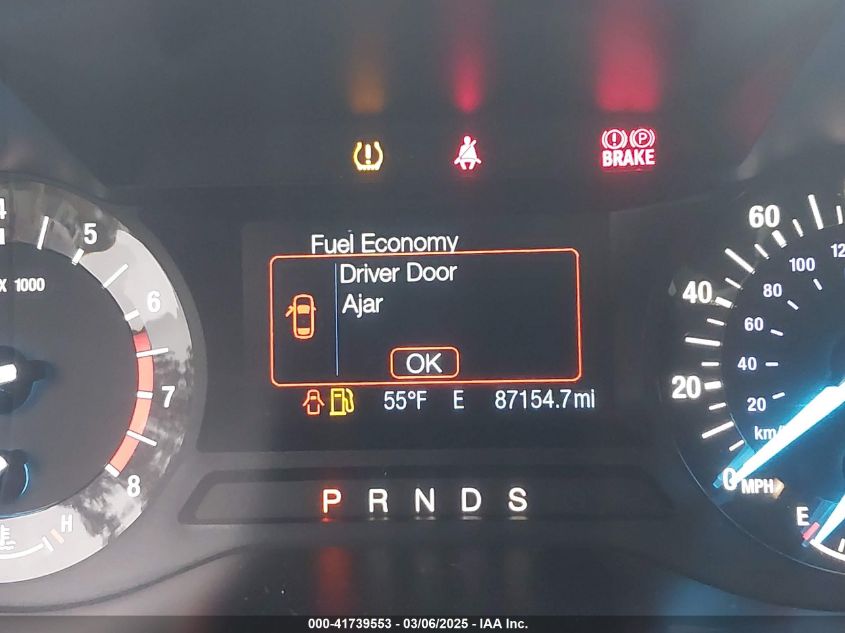 BRAKE
4
5
6
7
8
X 1000
H
Fuel Economy
Driver Door
Ajar
OK
55°F E 87154.7mi
P R N D S
60
40
20
0
MPH
100
80
60
40
20
km/
E
000-41739553 - 03/06/2025 - IAA Inc.